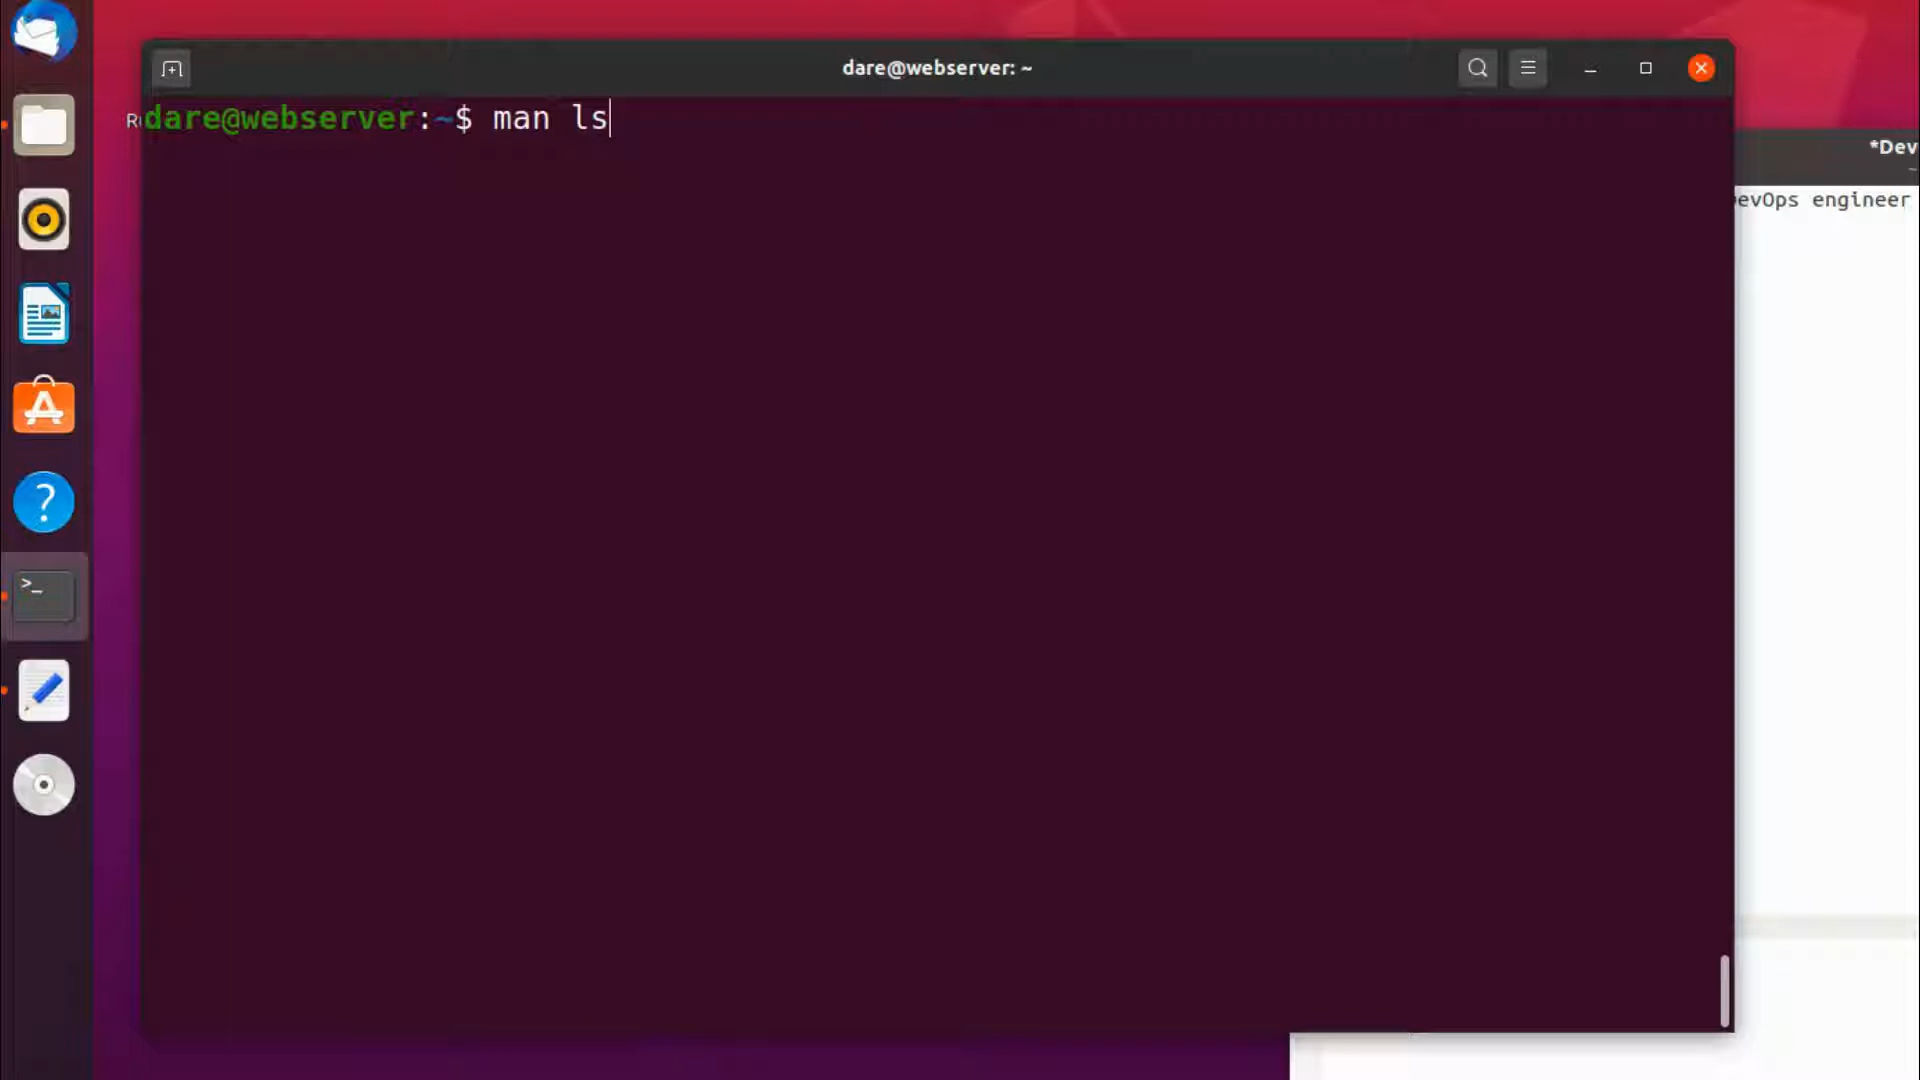 dare@webserver: ~
dare@webserver:~$ man ls
*Dev
~
evOps engineer
>_